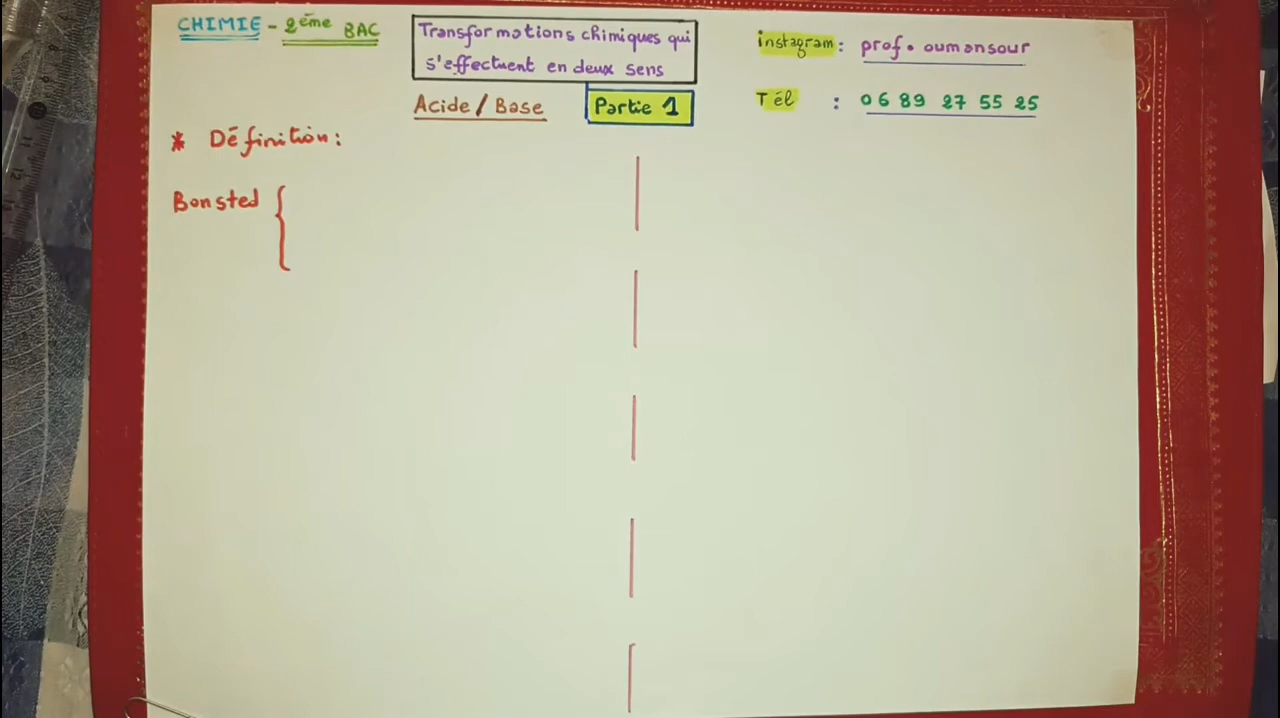 CHIMIE - 2ème BAC
Transformations chimiques qui
s'effectuent en deux sens
Acide / Base
Partie 1
instagram : prof.oumansour
Tél : 06 89 27 55 25
* Définition :
Bonsted {